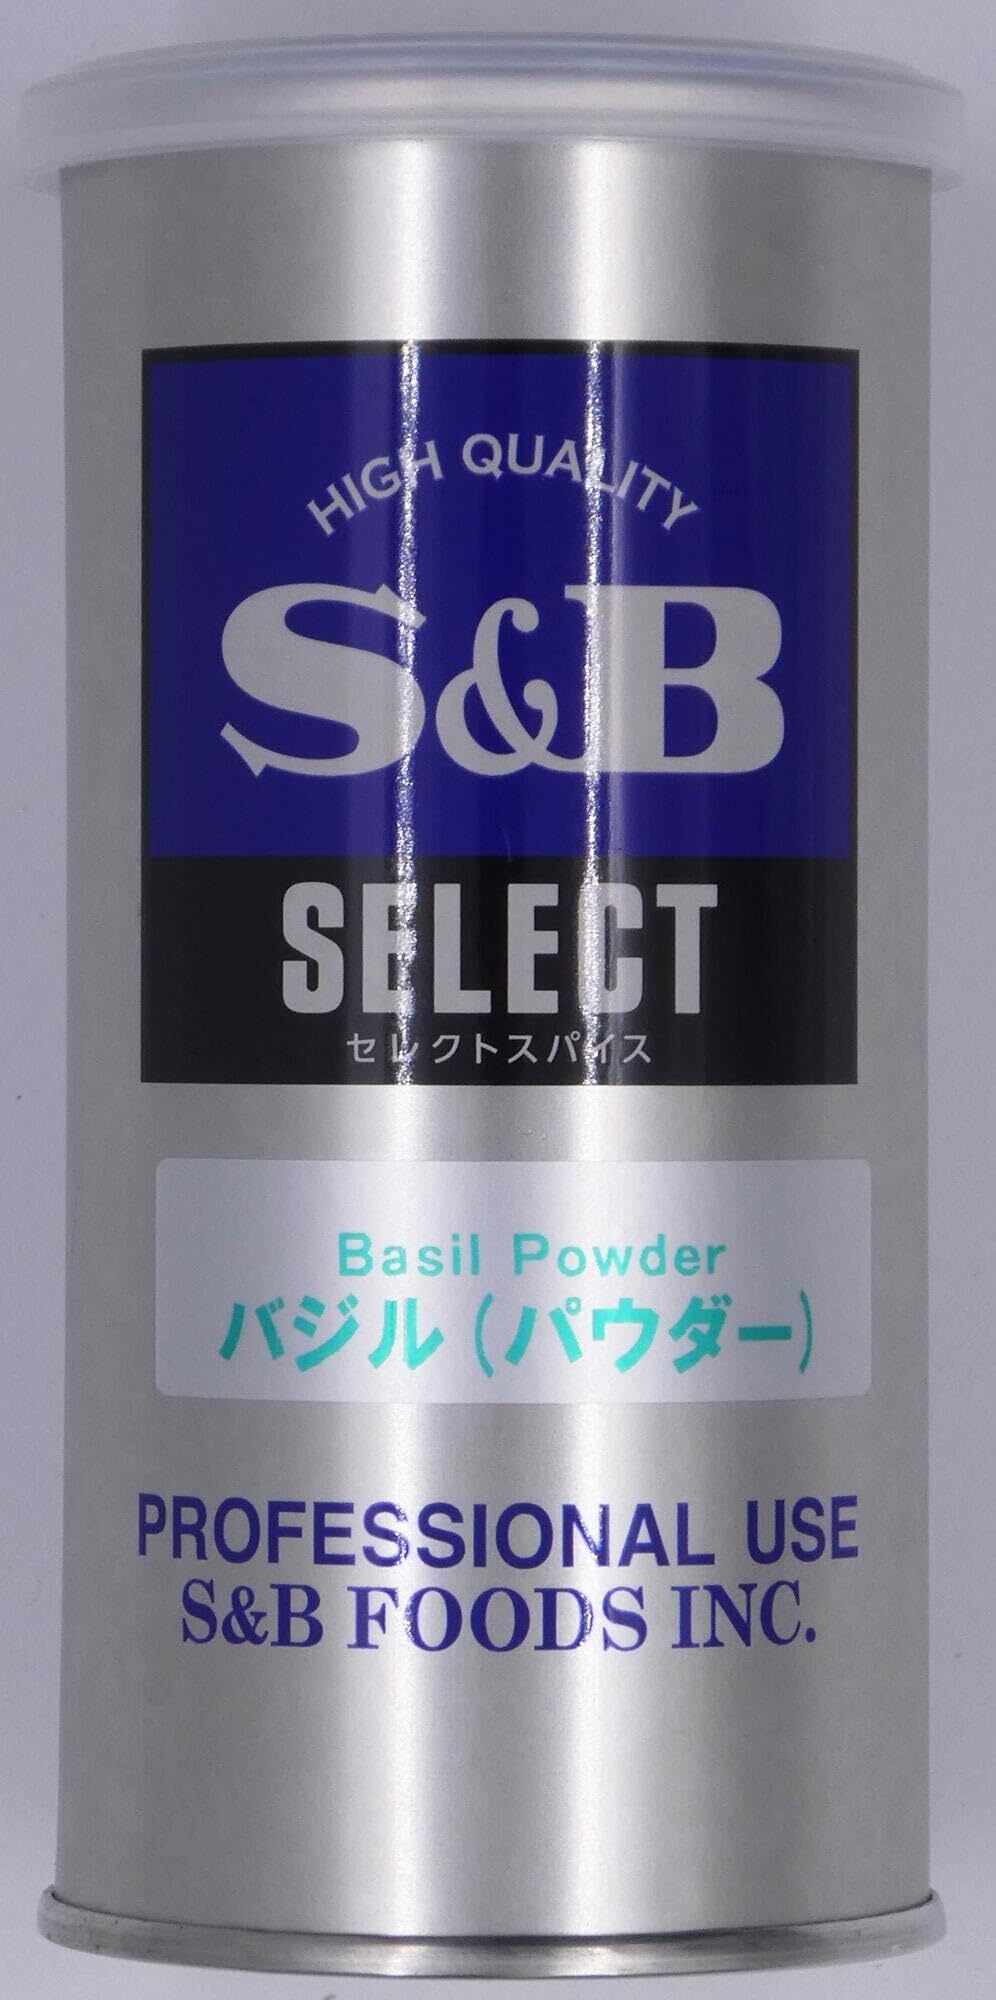 HIGH QUALITY
S&B
SELECT
セレクトスパイス
Basil Powder
バジル(パウダー)
PROFESSIONAL USE
S&B FOODS INC.